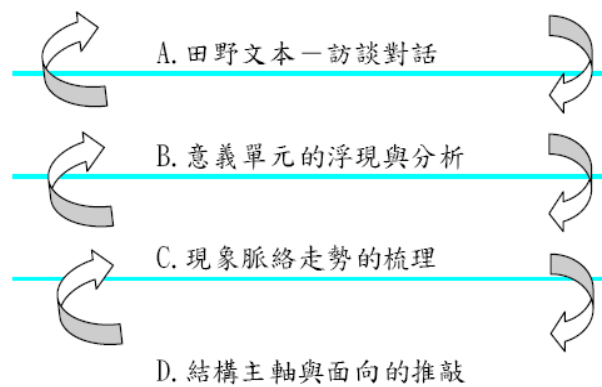 A.田野文本－訪談對話
B.意義單元的浮現與分析
C.現象脈絡走勢的梳理
D.結構主軸與面向的推敲